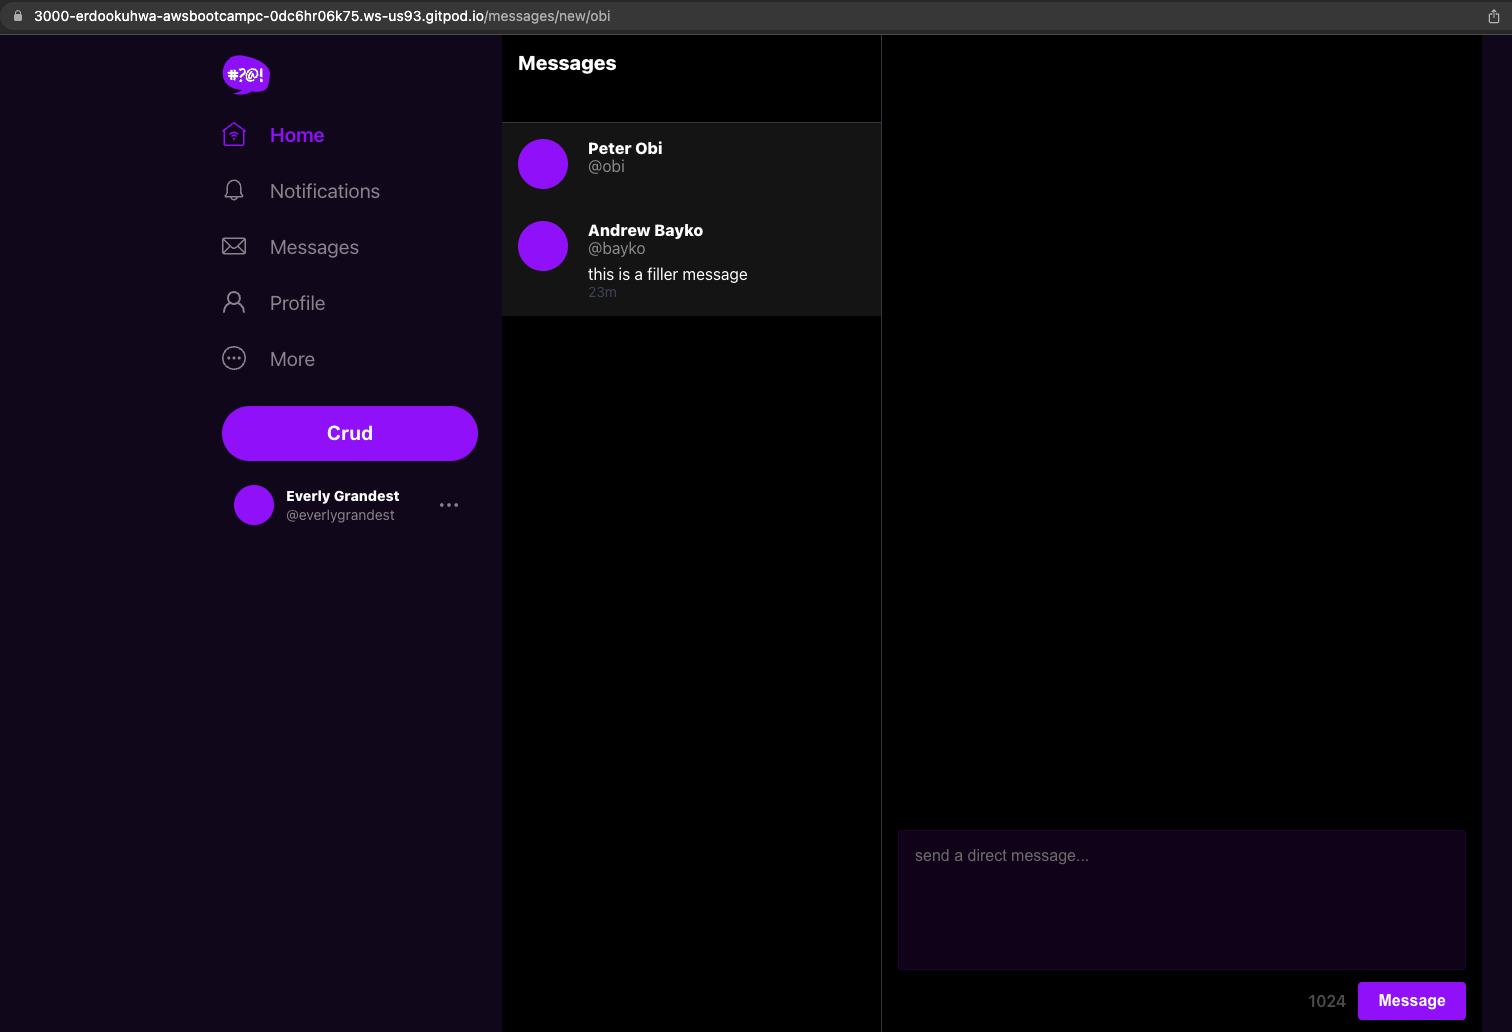 3000-erdookuhwa-awsbootcampc-0dc6hr06k75.ws-us93.gitpod.io/messages/new/obi
#?@!
Home
Notifications
Messages
Profile
More
Crud
Everly Grandest
@everlygrandest
Messages
Peter Obi
@obi
Andrew Bayko
@bayko
this is a filler message
23m
send a direct message...
1024 Message